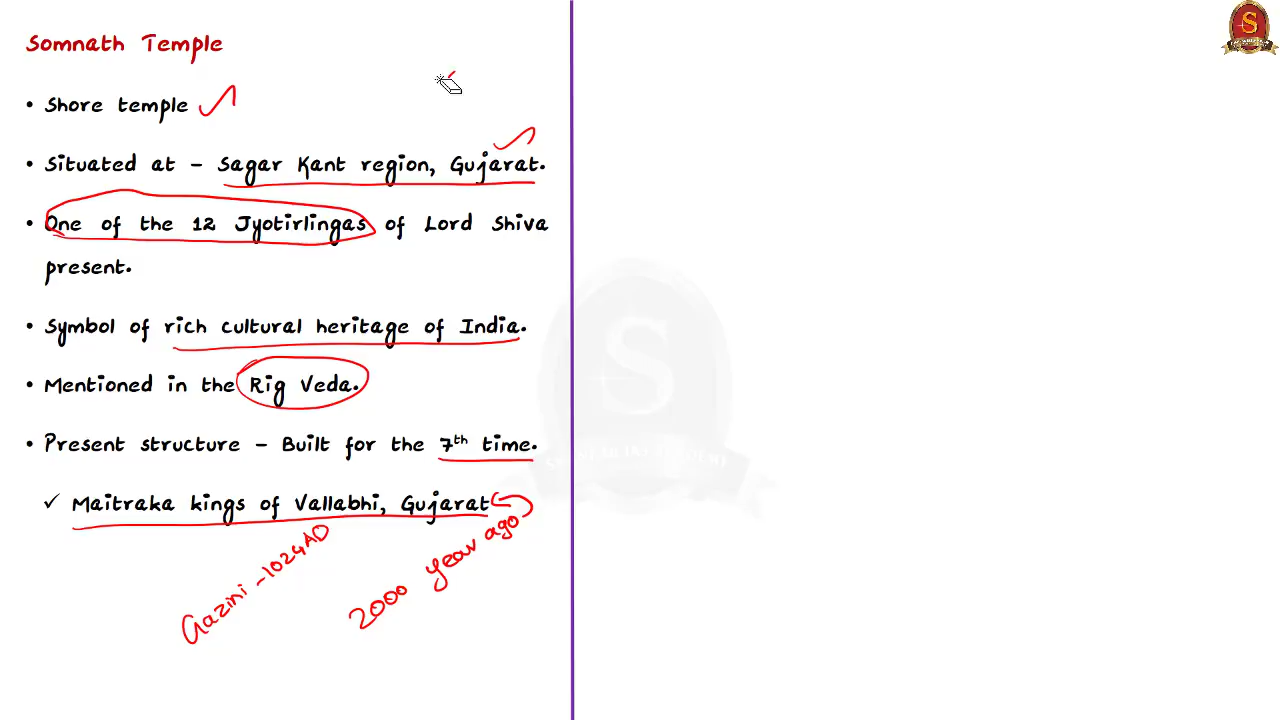 Somnath Temple
• Shore temple
• Situated at - Sagar Kant region, Gujarat.
• One of the 12 Jyotirlingas of Lord Shiva
present.
• Symbol of rich cultural heritage of India.
• Mentioned in the Rig Veda.
• Present structure - Built for the 7th time.
✓ Maitraka kings of Vallabhi, Gujarat
Gazini - 1024AD
2000 year ago
S
S